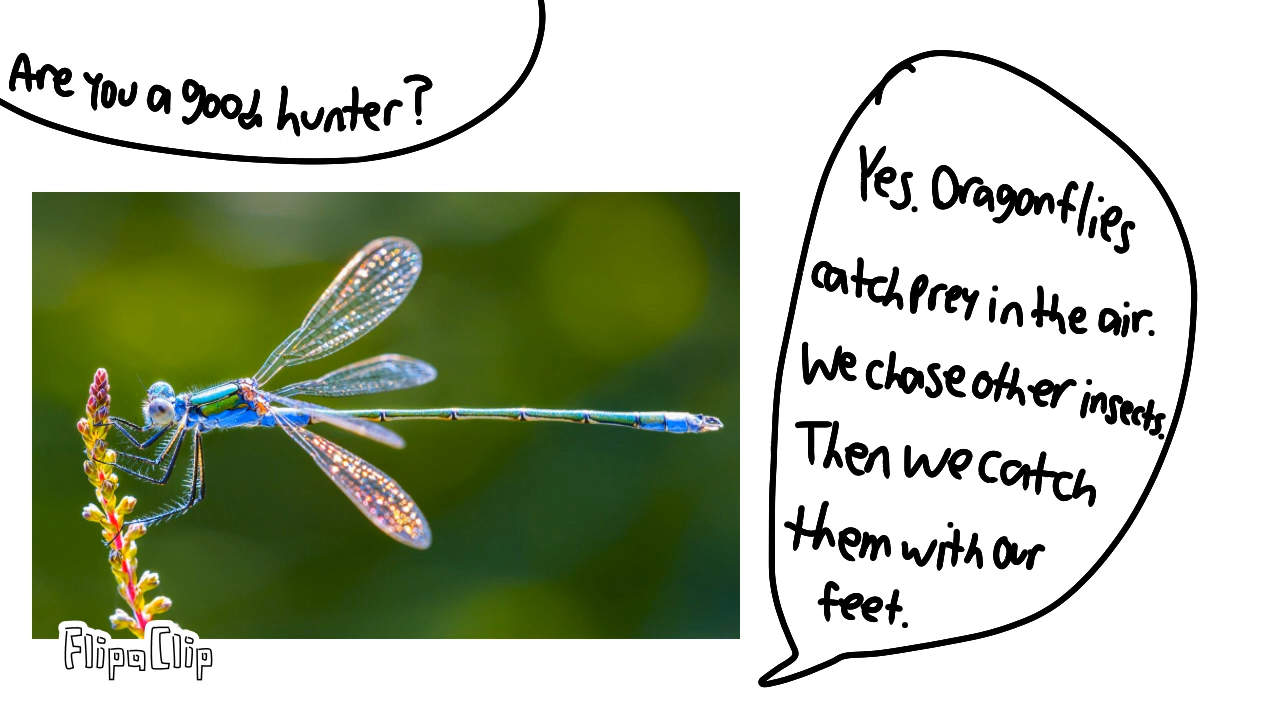 Are you a good hunter?
Yes. Dragonflies
catch prey in the air.
We chase other insects.
Then we catch
them with our
feet.
FlipaClip